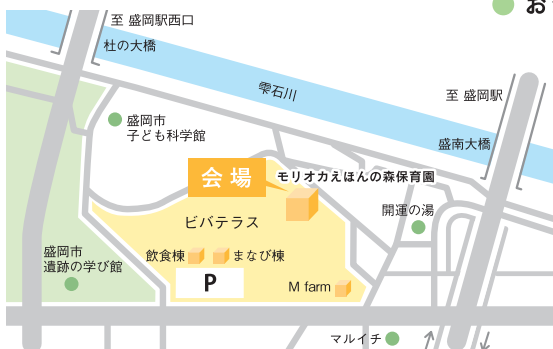 お
至 盛岡駅西口
杜の大橋
雫石川
至 盛岡駅
盛岡市
子ども科学館
盛南大橋
会場
モリオカえほんの森保育園
ビバテラス
開運の湯
盛岡市
遺跡の学び館
飲食棟
まなび棟
P
M farm
マルイチ